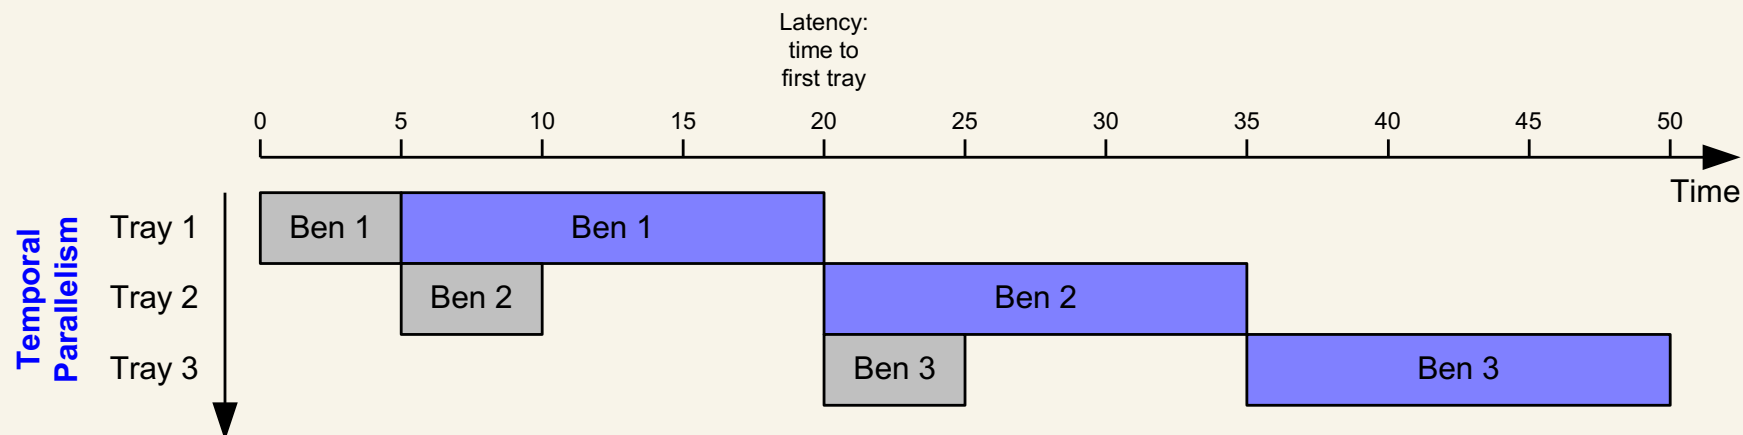 Latency:
time to
first tray
0 5 10 15 20 25 30 35 40 45 50
Time
Temporal
Parallelism
Tray 1 Ben 1 Ben 1
Tray 2 Ben 2 Ben 2
Tray 3 Ben 3 Ben 3